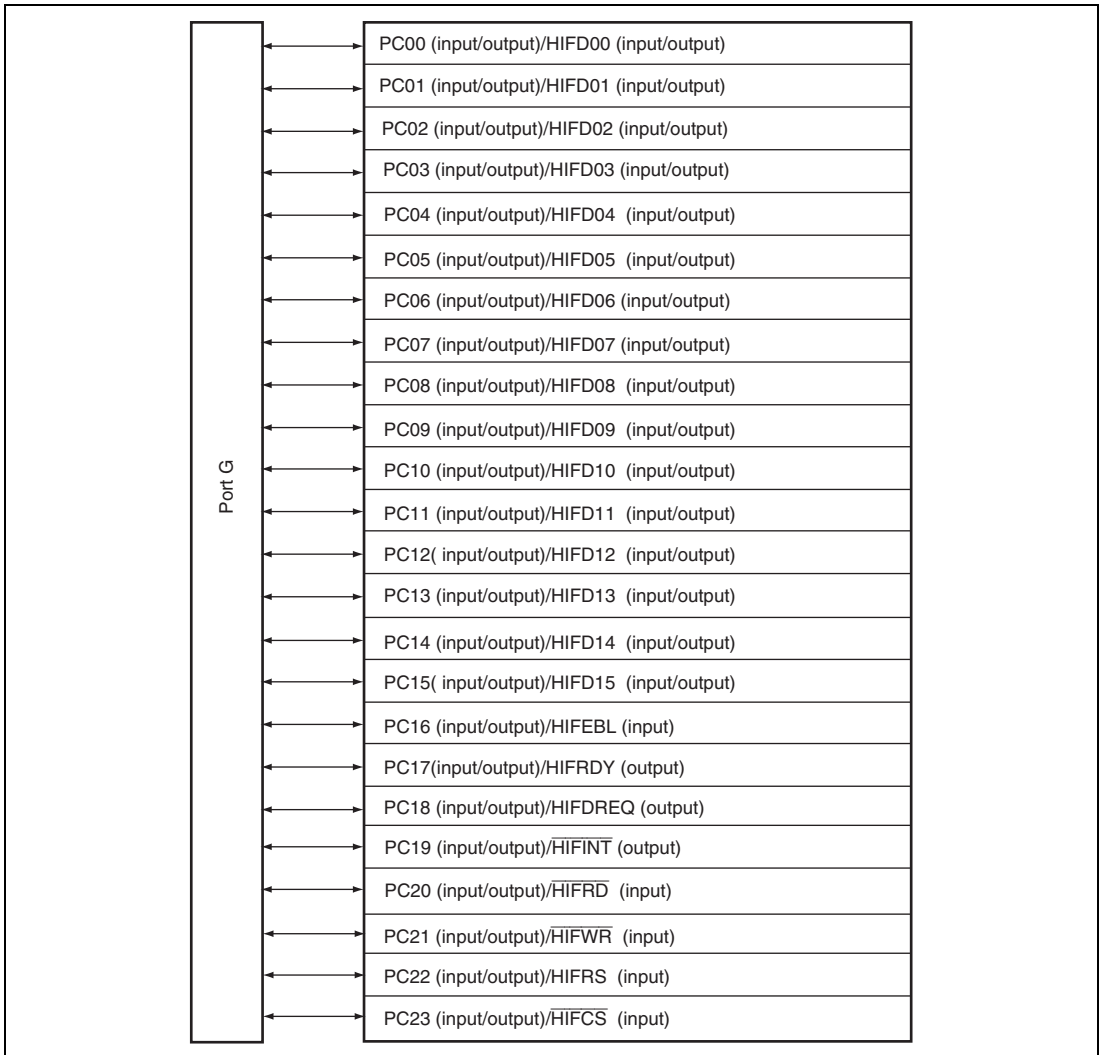 Port G
PC00 (input/output)/HIFD00 (input/output)
PC01 (input/output)/HIFD01 (input/output)
PC02 (input/output)/HIFD02 (input/output)
PC03 (input/output)/HIFD03 (input/output)
PC04 (input/output)/HIFD04 (input/output)
PC05 (input/output)/HIFD05 (input/output)
PC06 (input/output)/HIFD06 (input/output)
PC07 (input/output)/HIFD07 (input/output)
PC08 (input/output)/HIFD08 (input/output)
PC09 (input/output)/HIFD09 (input/output)
PC10 (input/output)/HIFD10 (input/output)
PC11 (input/output)/HIFD11 (input/output)
PC12( input/output)/HIFD12 (input/output)
PC13 (input/output)/HIFD13 (input/output)
PC14 (input/output)/HIFD14 (input/output)
PC15( input/output)/HIFD15 (input/output)
PC16 (input/output)/HIFEBL (input)
PC17(input/output)/HIFRDY (output)
PC18 (input/output)/HIFDREQ (output)
PC19 (input/output)/H̅I̅F̅I̅N̅T̅ (output)
PC20 (input/output)/H̅I̅F̅R̅D̅ (input)
PC21 (input/output)/H̅I̅F̅W̅R̅ (input)
PC22 (input/output)/HIFRS (input)
PC23 (input/output)/H̅I̅F̅C̅S̅ (input)